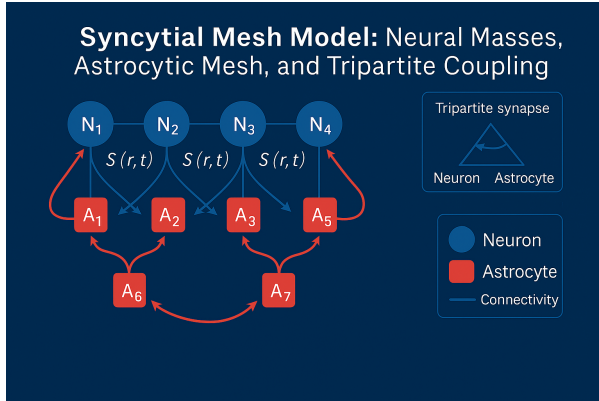 Syncytial Mesh Model: Neural Masses,
Astrocytic Mesh, and Tripartite Coupling
N₁ N₂ N₃ N₄
S(r,t) S(r,t) S(r,t)
A₁ A₂ A₃ A₅
A₆ A₇
Tripartite synapse
Neuron Astrocyte
Neuron
Astrocyte
Connectivity